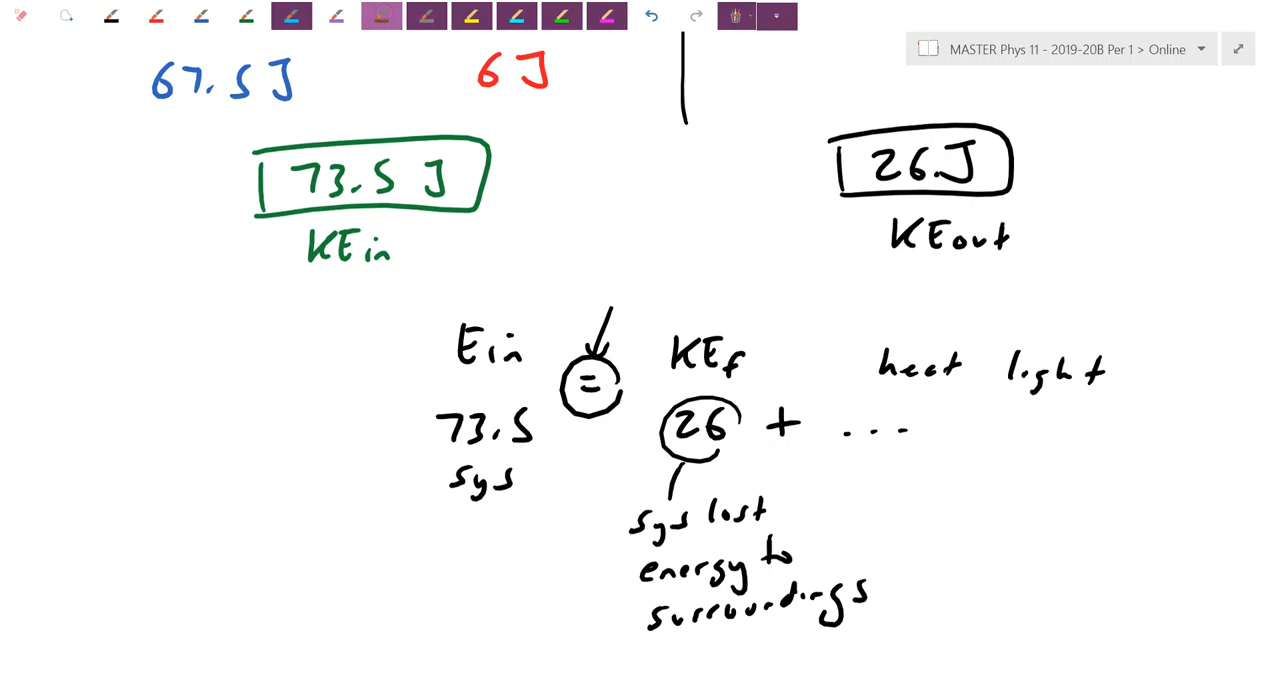 MASTER Phys 11 - 2019-20B Per 1 > Online
67.5 J
6 J
73.5 J
KEin
26.J
KEout
Ein = KEf heat light
73.5 26 + ...
sys
sys lost
energy to
surroundings